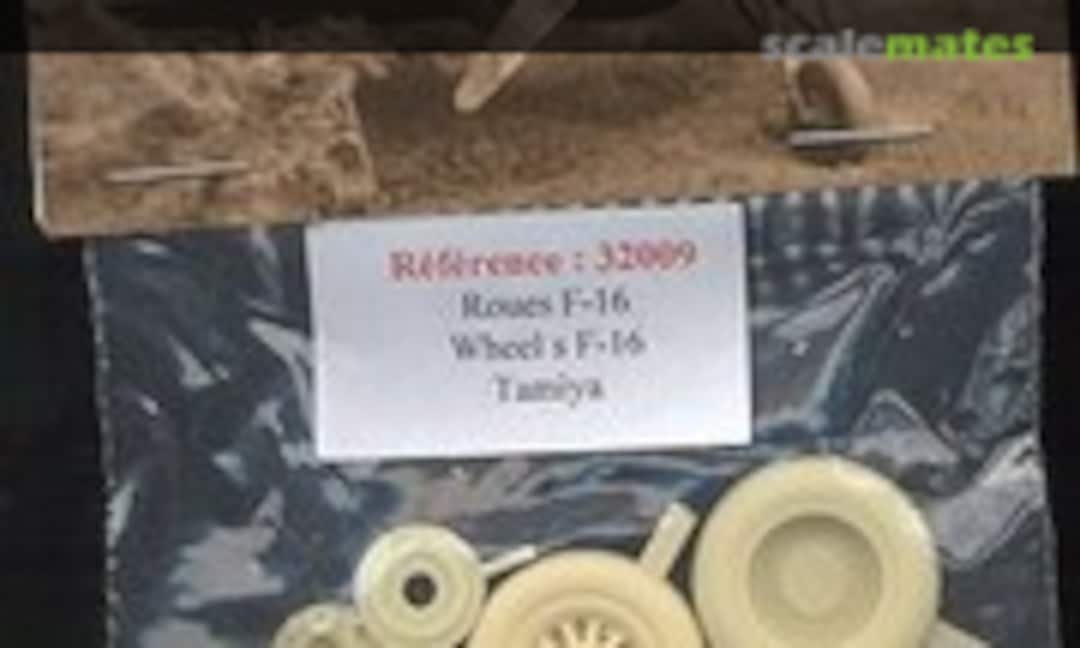 scalemates
Référence : 32009
Roues F-16
Wheel s F-16
Tamiya